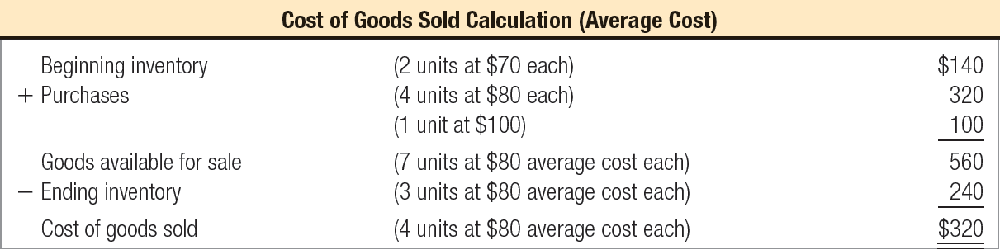 Cost of Goods Sold Calculation (Average Cost)
Beginning inventory (2 units at $70 each) $140
+ Purchases (4 units at $80 each) 320
(1 unit at $100) 100
Goods available for sale (7 units at $80 average cost each) 560
− Ending inventory (3 units at $80 average cost each) 240
Cost of goods sold (4 units at $80 average cost each) $320